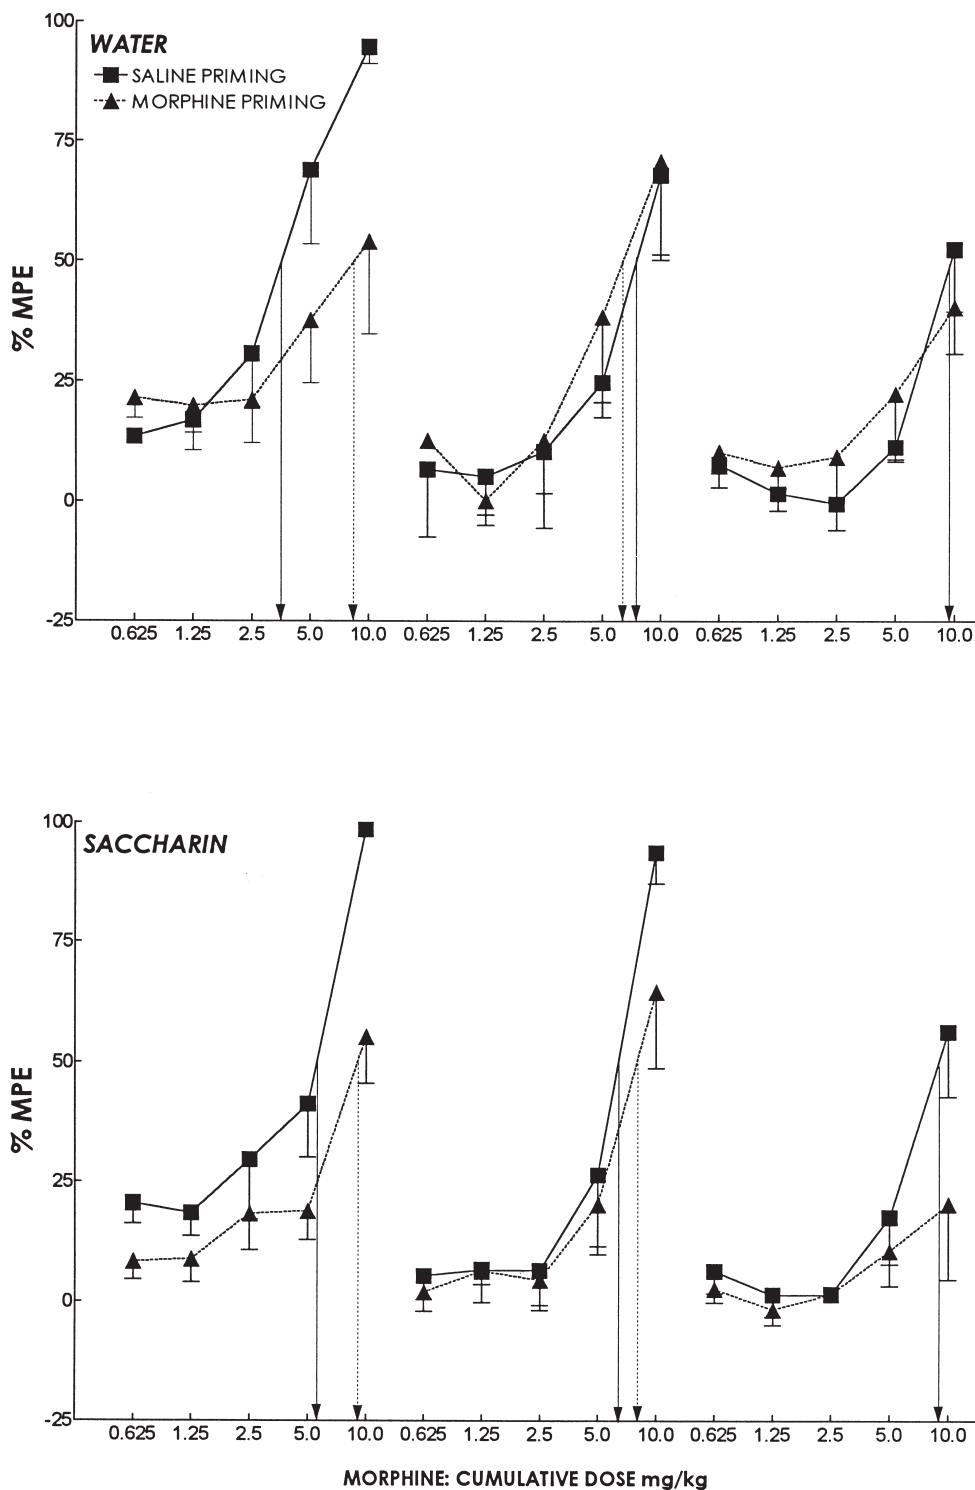 100
WATER
SALINE PRIMING
MORPHINE PRIMING
75
50
% MPE
25
0
-25
0.625 1.25 2.5 5.0 10.0 0.625 1.25 2.5 5.0 10.0 0.625 1.25 2.5 5.0 10.0
100
SACCHARIN
75
50
% MPE
25
0
-25
0.625 1.25 2.5 5.0 10.0 0.625 1.25 2.5 5.0 10.0 0.625 1.25 2.5 5.0 10.0
MORPHINE: CUMULATIVE DOSE mg/kg